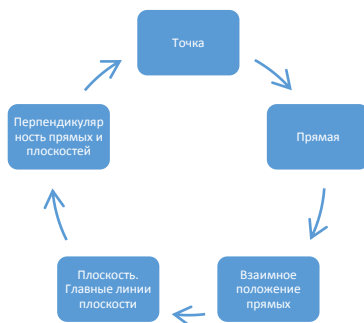 Точка
Прямая
Взаимное
положение
прямых
Плоскость.
Главные линии
плоскости
Перпендикуляр
ность прямых и
плоскостей